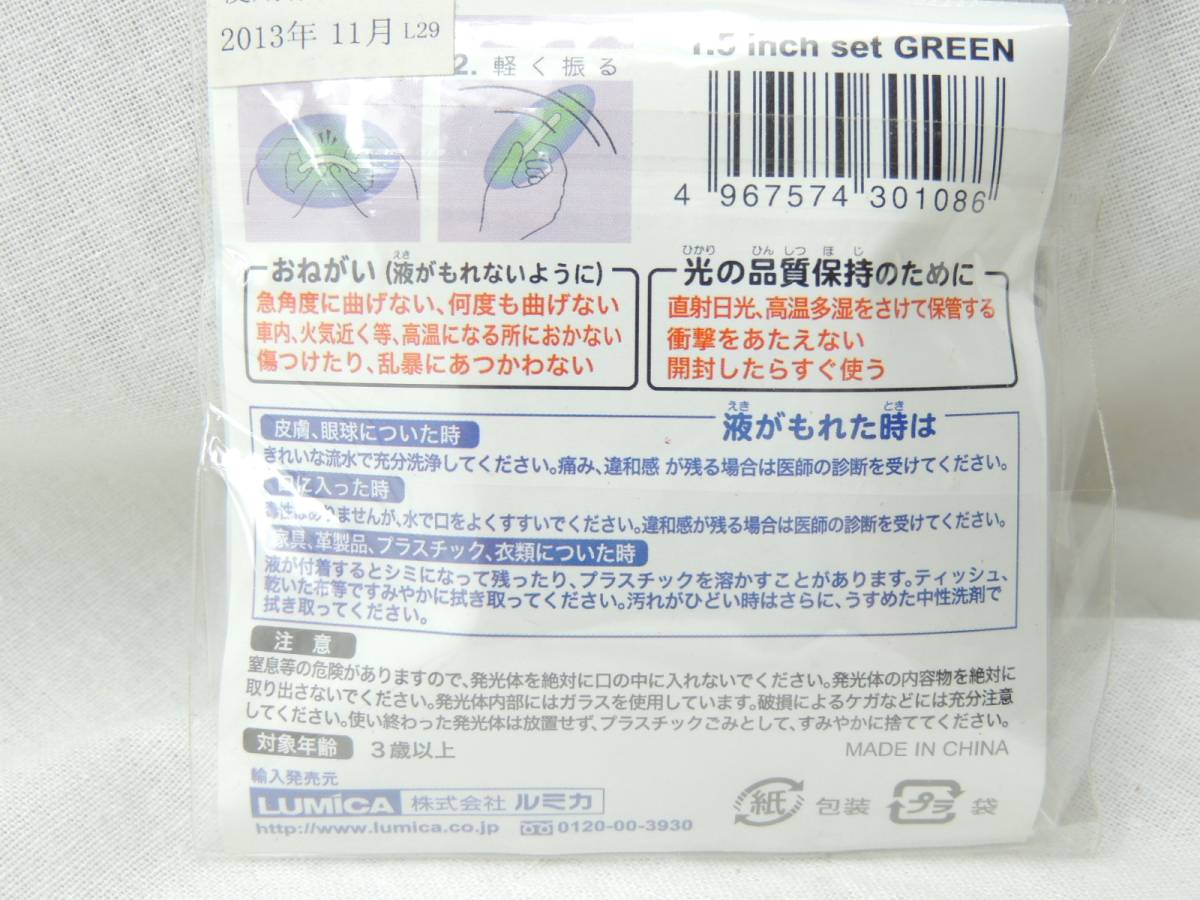 2013年 11月 L29
1.5 inch set GREEN
2. 軽く振る
4 967574 301086
おねがい (液がもれないように)
えき
急角度に曲げない、何度も曲げない
車内、火気近く等、高温になる所におかない
傷つけたり、乱暴にあつかわない
ひかり ひん しつ ほ じ
光の品質保持のために
直射日光、高温多湿をさけて保管する
衝撃をあたえない
開封したらすぐ使う
えき とき
液がもれた時は
皮膚、眼球についた時
きれいな流水で充分洗浄してください。痛み、違和感 が残る場合は医師の診断を受けてください。
口に入った時
毒性はありませんが、水で口をよくすすいでください。違和感が残る場合は医師の診断を受けてください。
家具、革製品、プラスチック、衣類についた時
液が付着するとシミになって残ったり、プラスチックを溶かすことがあります。ティッシュ、
乾いた布等ですみやかに拭き取ってください。汚れがひどい時はさらに、うすめた中性洗剤で
拭き取ってください。
注 意
窒息等の危険がありますので、発光体を絶対に口の中に入れないでください。発光体の内容物を絶対に
取り出さないでください。発光体内部にはガラスを使用しています。破損によるケガなどには充分注意
してください。使い終わった発光体は放置せず、プラスチックごみとして、すみやかに捨ててください。
対象年齢 3歳以上
MADE IN CHINA
輸入発売元
LUMICA 株式会社 ルミカ
http://www.lumica.co.jp 0120-00-3930
紙 包装 プラ 袋